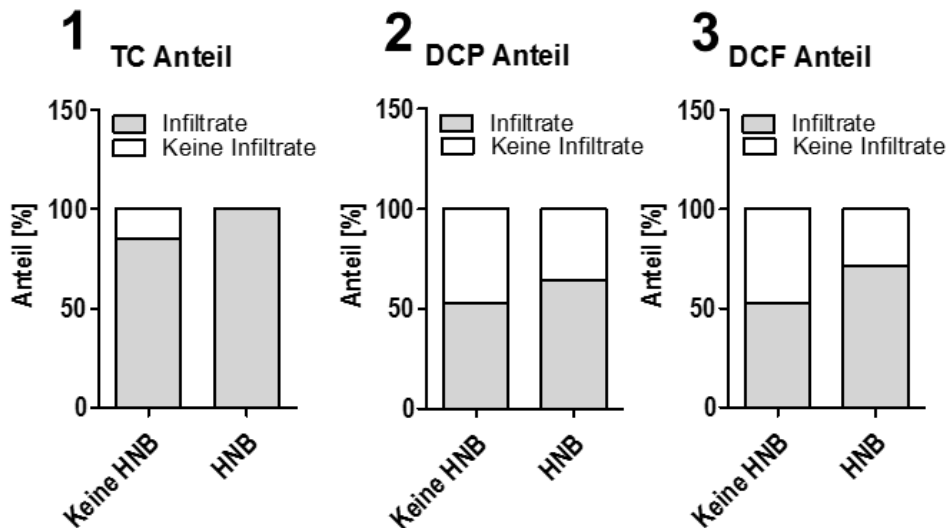 1
TC Anteil
Infiltrate
Keine Infiltrate
Anteil [%]
150
100
50
0
Keine HNB
HNB
2
DCP Anteil
Infiltrate
Keine Infiltrate
Anteil [%]
150
100
50
0
Keine HNB
HNB
3
DCF Anteil
Infiltrate
Keine Infiltrate
Anteil [%]
150
100
50
0
Keine HNB
HNB